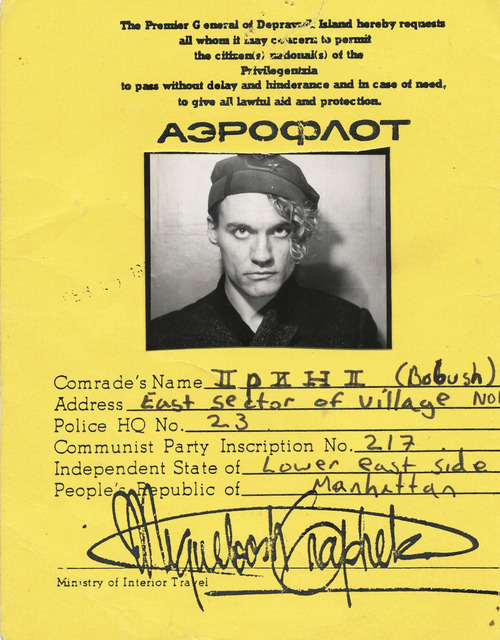 The Premier General of Depraved Island hereby requests
all whom it may concern to permit
the citizen(s) national(s) of the
Privilegentzia
to pass without delay and hinderance and in case of need,
to give all lawful aid and protection.
АЭРОФЛОТ
Comrade's Name (Bobush)
Address East sector of Village No
Police HQ No. 23
Communist Party Inscription No. 217
Independent State of Lower east side
People's Republic of Manhattan
Ministry of Interior Travel